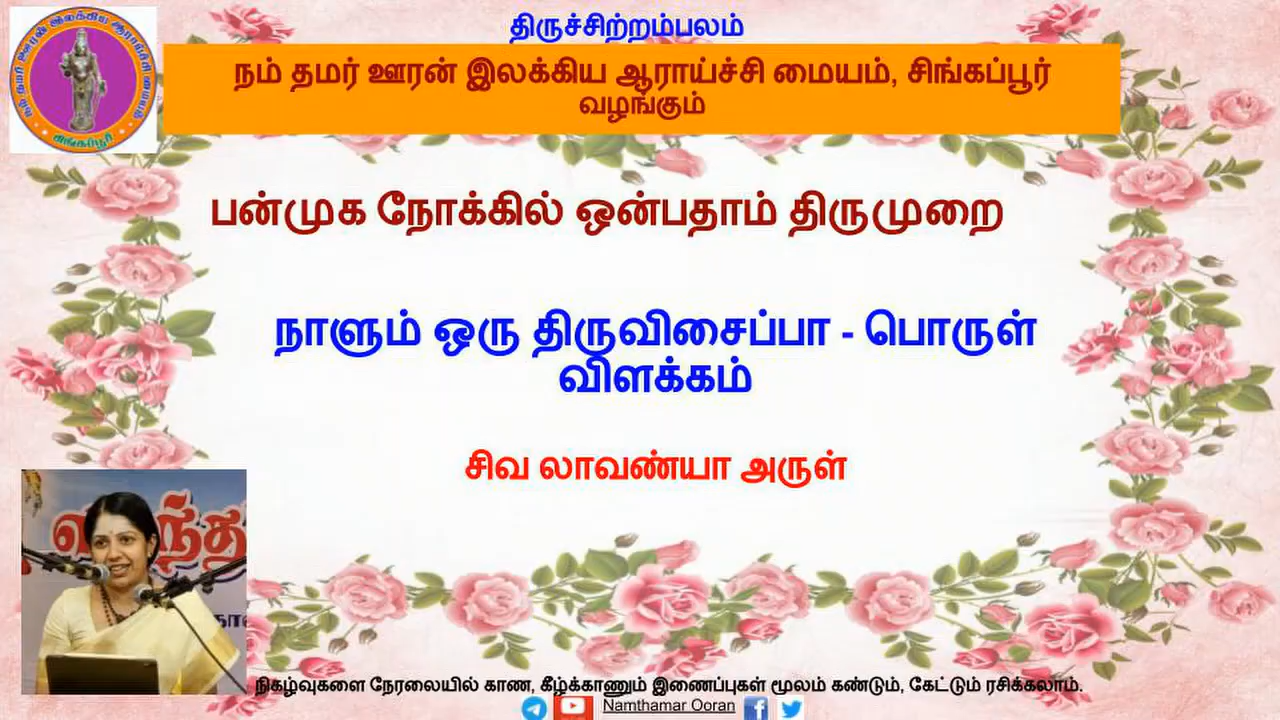 திருச்சிற்றம்பலம்
நம் தமர் ஊரன் இலக்கிய ஆராய்ச்சி மையம், சிங்கப்பூர்
வழங்கும்
பன்முக நோக்கில் ஒன்பதாம் திருமுறை
நாளும் ஒரு திருவிசைப்பா - பொருள்
விளக்கம்
சிவ லாவண்யா அருள்
நிகழ்வுகளை நேரலையில் காண, கீழ்க்காணும் இணைப்புகள் மூலம் கண்டும், கேட்டும் ரசிக்கலாம்.
Namthamar Ooran